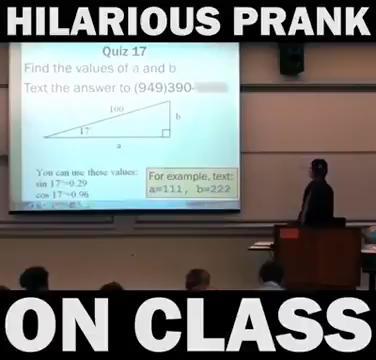 HILARIOUS PRANK
Quiz 17
Find the values of a and b
Text the answer to (949)390-
100
b
17
a
You can use these values:
sin 17°=0.29
cos 17°=0.96
For example, text:
a=111, b=222
ON CLASS